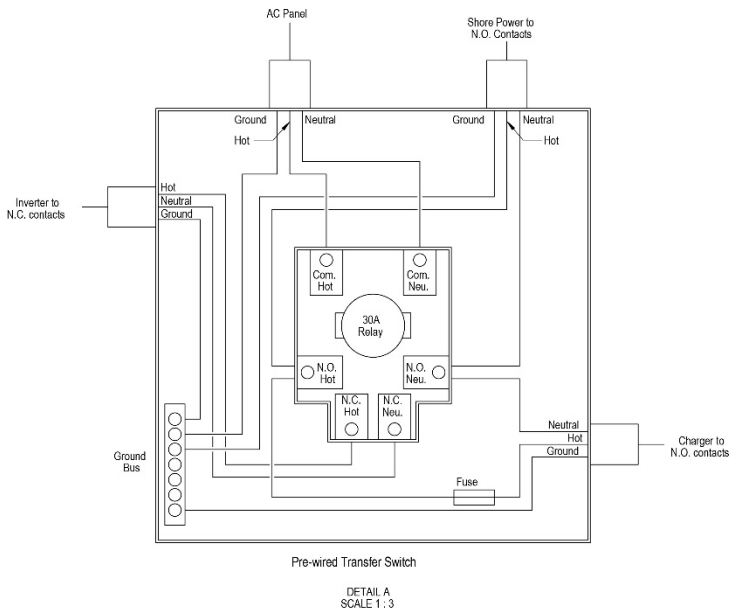 AC Panel
Shore Power to
N.O. Contacts
Ground
Neutral
Hot
Ground
Neutral
Hot
Inverter to
N.C. contacts
Hot
Neutral
Ground
Com.
Hot
Com.
Neu.
30A
Relay
N.O.
Hot
N.O.
Neu.
N.C.
Hot
N.C.
Neu.
Ground
Bus
Fuse
Neutral
Hot
Ground
Charger to
N.O. contacts
Pre-wired Transfer Switch
DETAIL A
SCALE 1 : 3